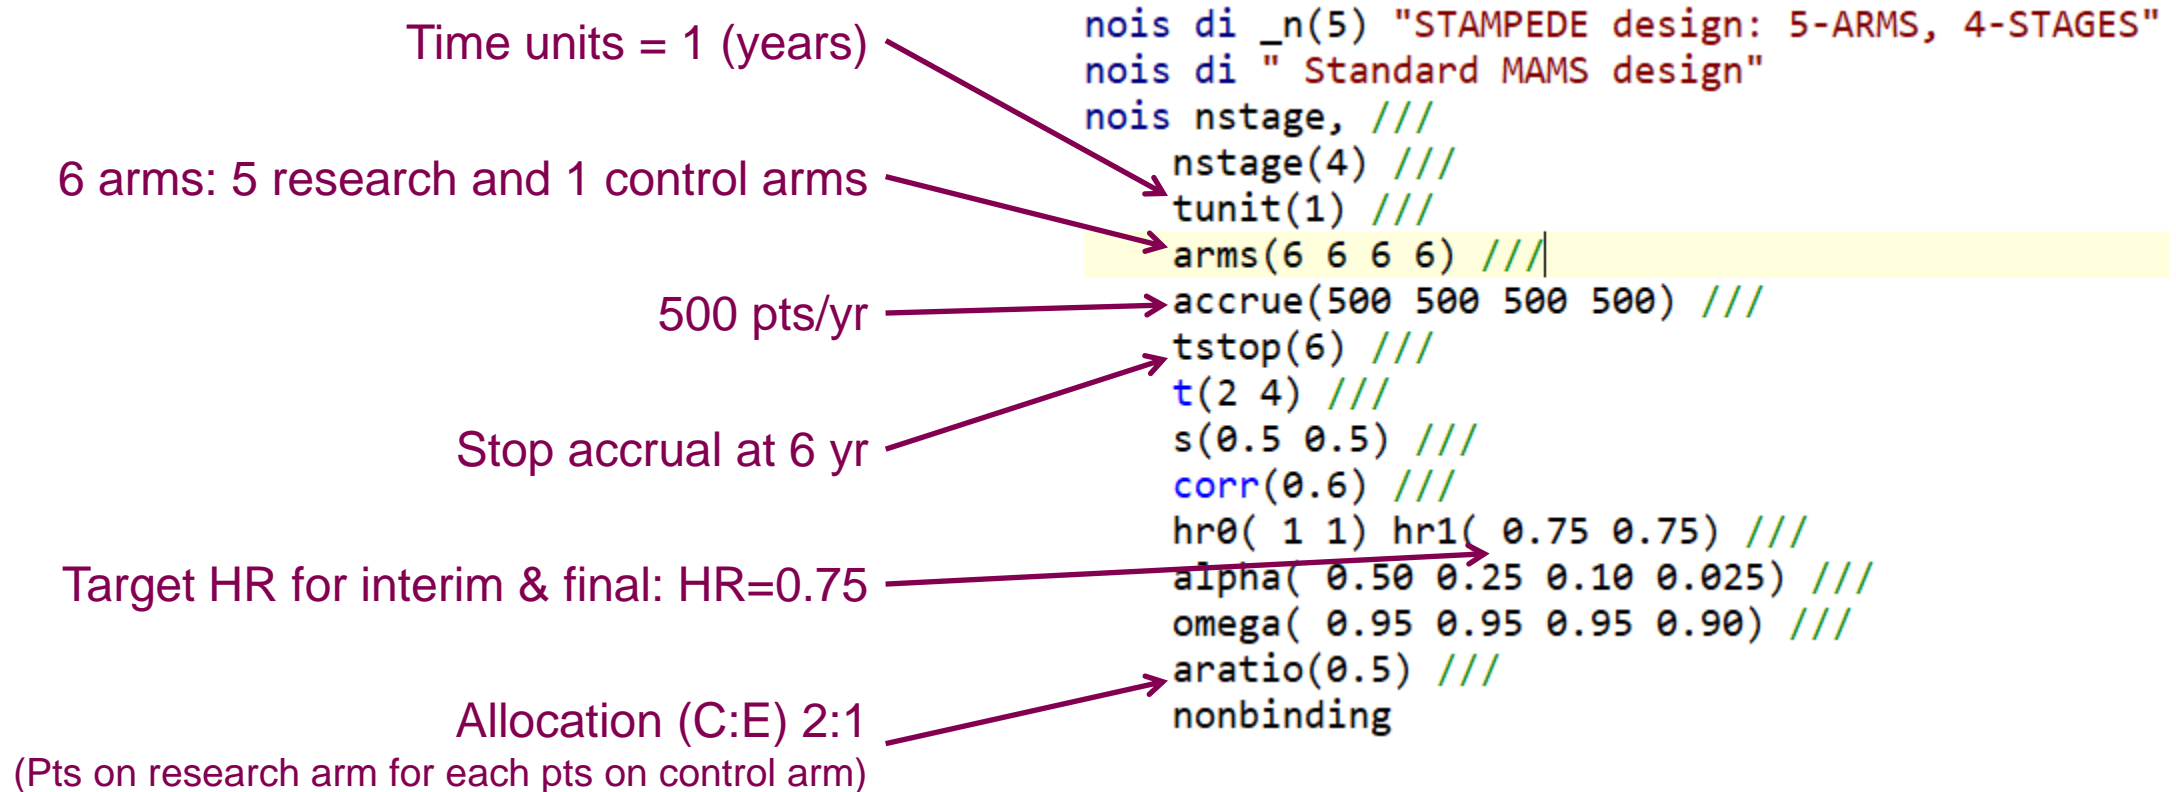 Time units = 1 (years)
6 arms: 5 research and 1 control arms
500 pts/yr
Stop accrual at 6 yr
Target HR for interim & final: HR=0.75
Allocation (C:E) 2:1
(Pts on research arm for each pts on control arm)
nois di _n(5) "STAMPEDE design: 5-ARMS, 4-STAGES"
nois di " Standard MAMS design"
nois nstage, ///
nstage(4) ///
tunit(1) ///
arms(6 6 6 6) ///
accrue(500 500 500 500) ///
tstop(6) ///
t(2 4) ///
s(0.5 0.5) ///
corr(0.6) ///
hr0( 1 1) hr1( 0.75 0.75) ///
alpha( 0.50 0.25 0.10 0.025) ///
omega( 0.95 0.95 0.95 0.90) ///
aratio(0.5) ///
nonbinding